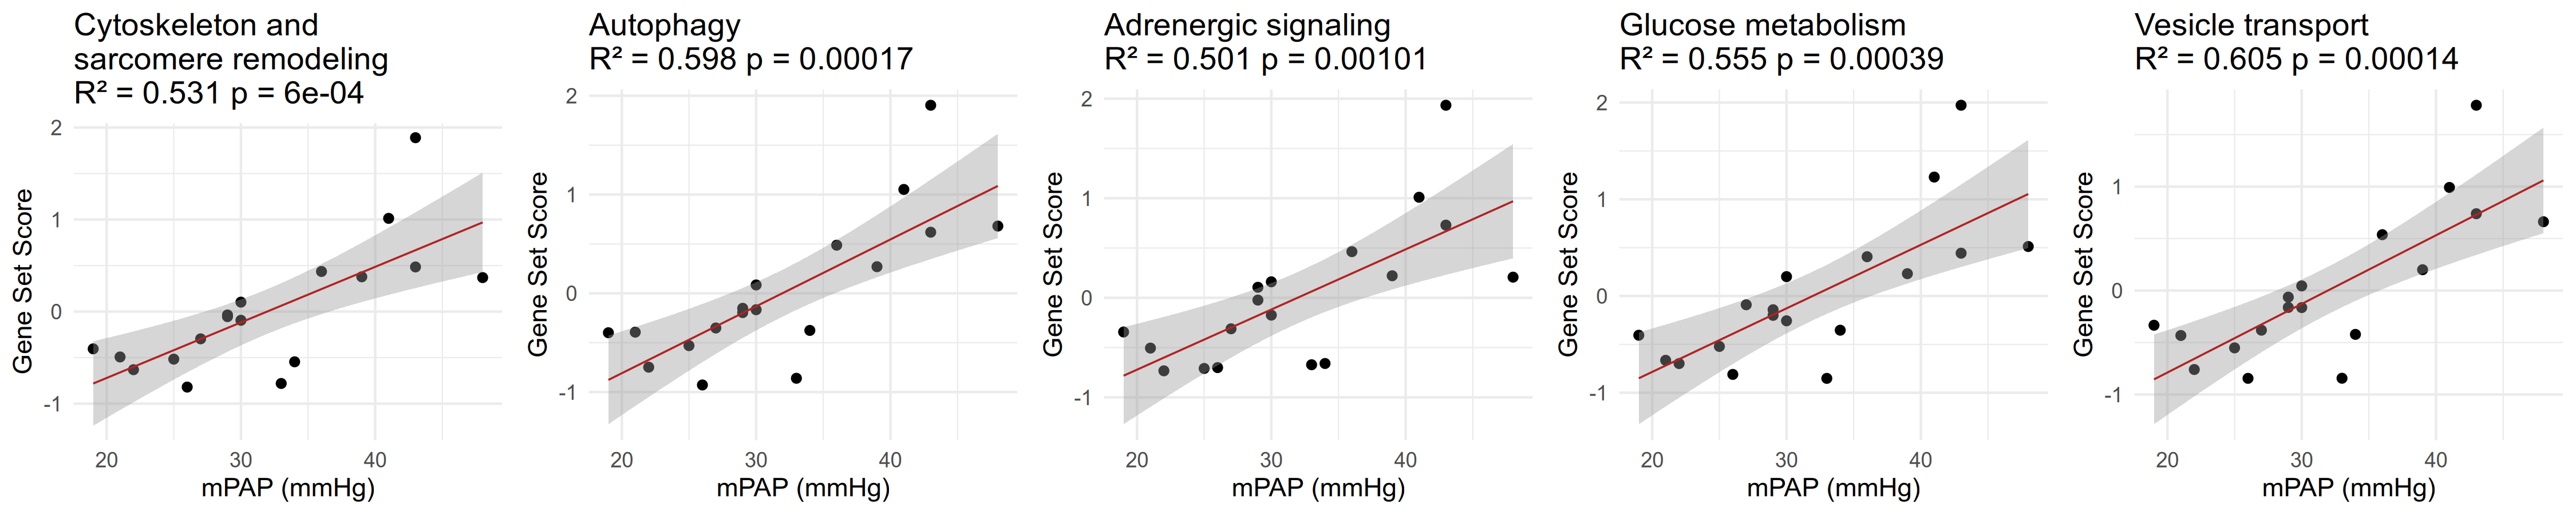 Cytoskeleton and
sarcomere remodeling
R² = 0.531 p = 6e-04
2
1
0
-1
20 30 40
Gene Set Score
mPAP (mmHg)
Autophagy
R² = 0.598 p = 0.00017
2
1
0
-1
20 30 40
Gene Set Score
mPAP (mmHg)
Adrenergic signaling
R² = 0.501 p = 0.00101
2
1
0
-1
20 30 40
Gene Set Score
mPAP (mmHg)
Glucose metabolism
R² = 0.555 p = 0.00039
2
1
0
-1
20 30 40
Gene Set Score
mPAP (mmHg)
Vesicle transport
R² = 0.605 p = 0.00014
1
0
-1
20 30 40
Gene Set Score
mPAP (mmHg)